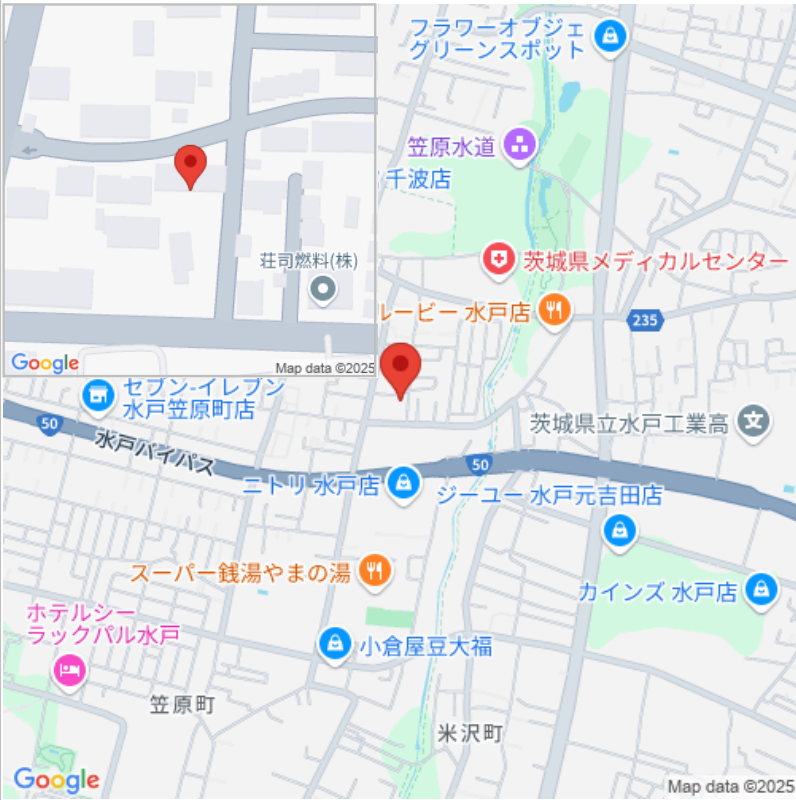 荘司燃料(株)
Google
Map data ©2025
フラワーオブジェ
グリーンスポット
笠原水道
千波店
茨城県メディカルセンター
ルービー 水戸店
235
セブン-イレブン
水戸笠原町店
50
水戸バイパス
茨城県立水戸工業高
50
ニトリ 水戸店
ジーユー 水戸元吉田店
スーパー銭湯やまの湯
カインズ 水戸店
ホテルシー
ラックパル水戸
小倉屋豆大福
笠原町
米沢町
Google
Map data ©2025